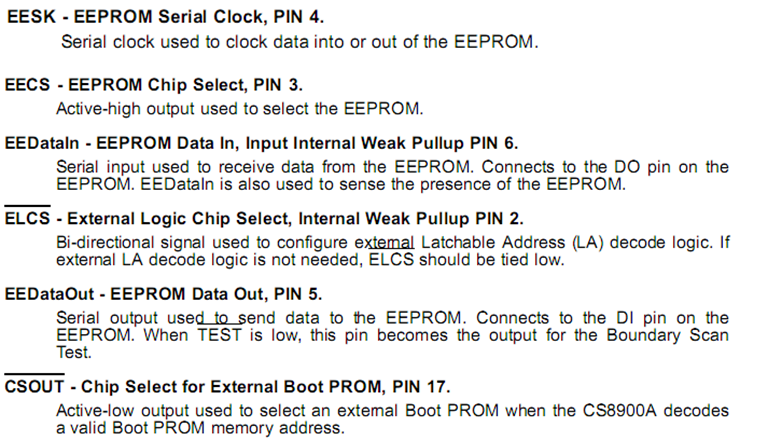 EESK - EEPROM Serial Clock, PIN 4.
Serial clock used to clock data into or out of the EEPROM.
EECS - EEPROM Chip Select, PIN 3.
Active-high output used to select the EEPROM.
EEDataIn - EEPROM Data In, Input Internal Weak Pullup PIN 6.
Serial input used to receive data from the EEPROM. Connects to the DO pin on the
EEPROM. EEDataIn is also used to sense the presence of the EEPROM.
ELCS - External Logic Chip Select, Internal Weak Pullup PIN 2.
Bi-directional signal used to configure external Latchable Address (LA) decode logic. If
external LA decode logic is not needed, ELCS should be tied low.
EEDataOut - EEPROM Data Out, PIN 5.
Serial output used to send data to the EEPROM. Connects to the DI pin on the
EEPROM. When TEST is low, this pin becomes the output for the Boundary Scan
Test.
CSOUT - Chip Select for External Boot PROM, PIN 17.
Active-low output used to select an external Boot PROM when the CS8900A decodes
a valid Boot PROM memory address.